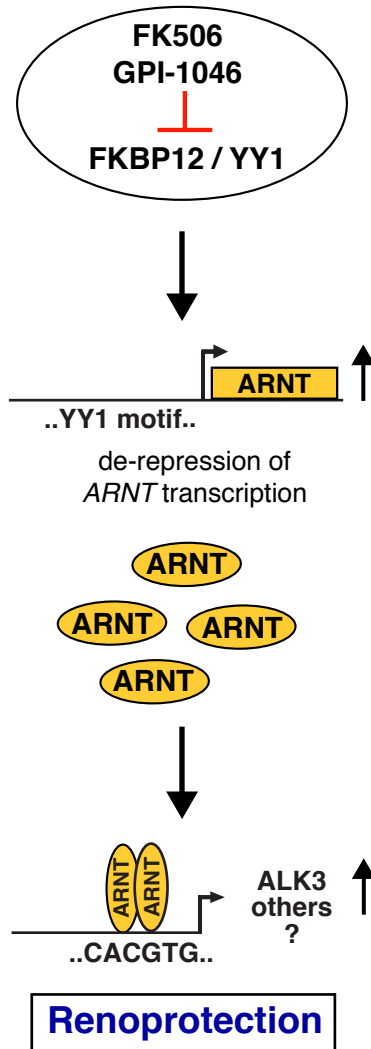 FK506
GPI-1046
FKBP12 / YY1
ARNT
..YY1 motif..
de-repression of
ARNT transcription
ARNT
ARNT
ARNT
ARNT
ARNT
ARNT
ALK3
others
?
..CACGTG..
Renoprotection